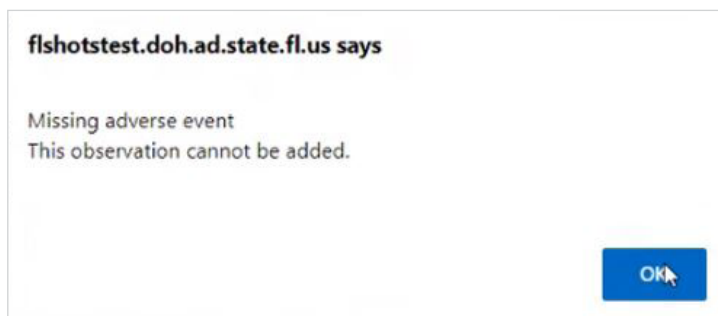 flshotstest.doh.ad.state.fl.us says
Missing adverse event
This observation cannot be added.
OK